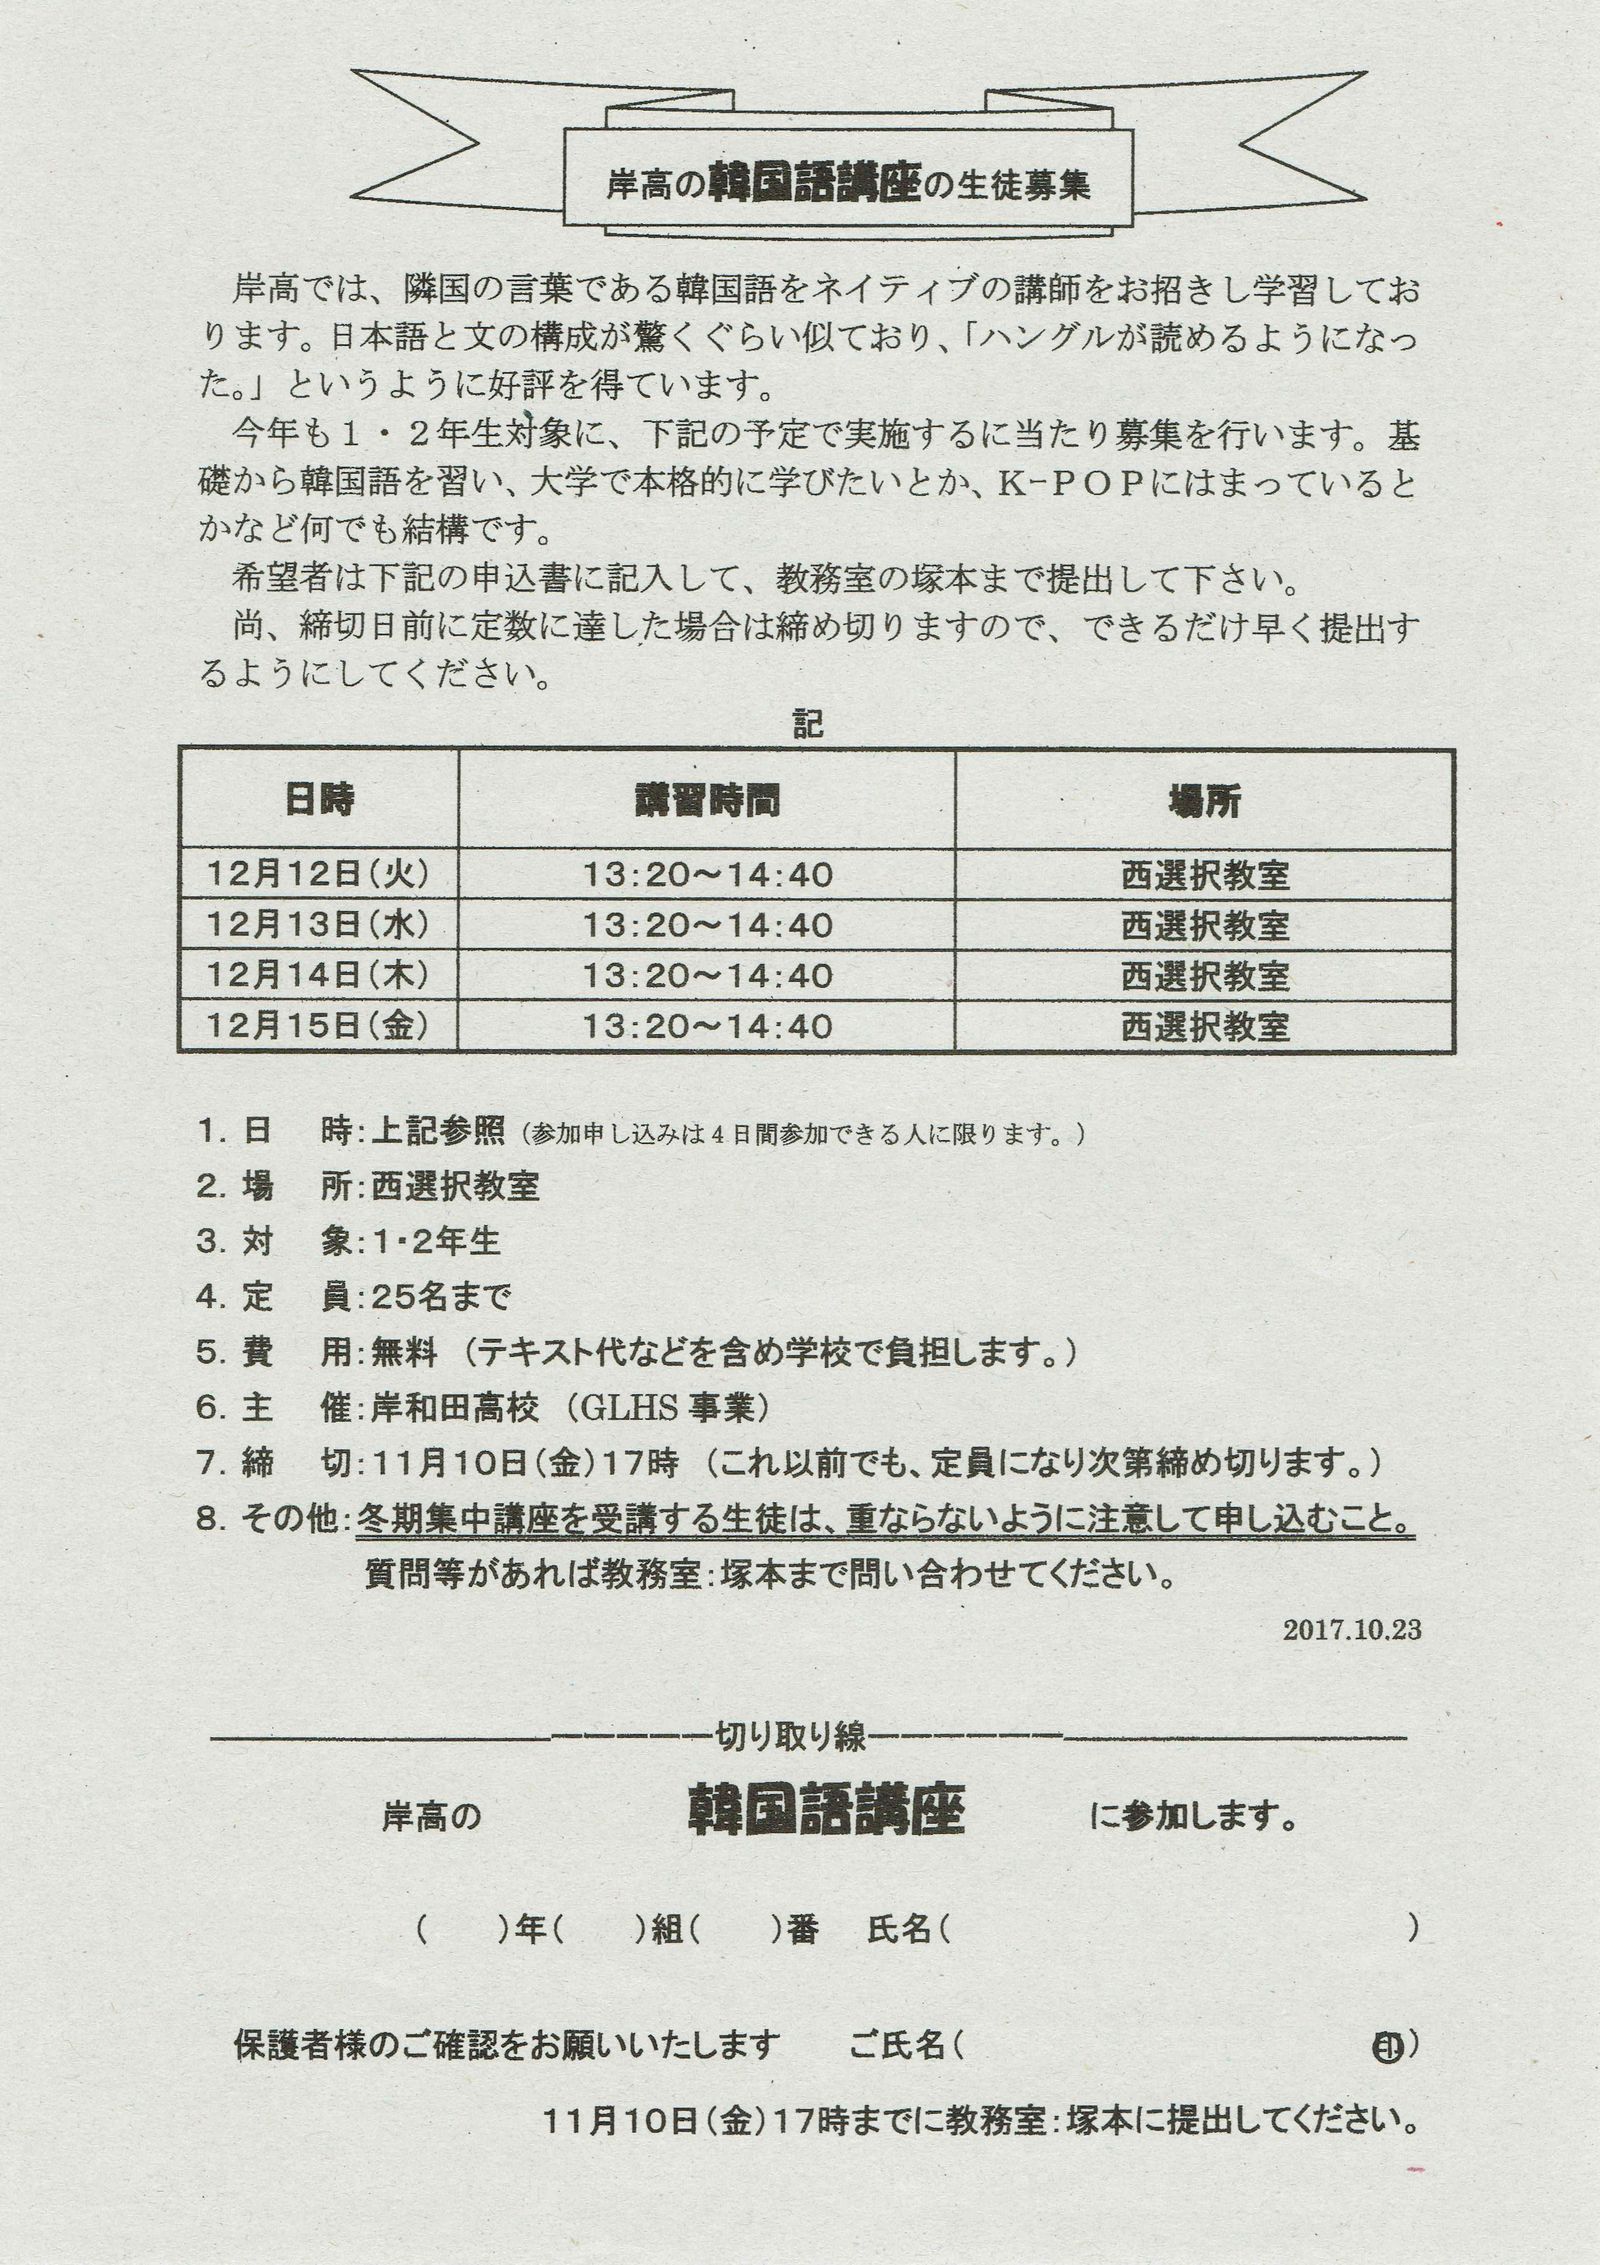 岸高の韓国語講座の生徒募集
岸高では、隣国の言葉である韓国語をネイティブの講師をお招きし学習してお
ります。日本語と文の構成が驚くぐらい似ており、「ハングルが読めるようになっ
た。」というように好評を得ています。
今年も１・２年生対象に、下記の予定で実施するに当たり募集を行います。基
礎から韓国語を習い、大学で本格的に学びたいとか、Ｋ−ＰＯＰにはまっていると
かなど何でも結構です。
希望者は下記の申込書に記入して、教務室の塚本まで提出して下さい。
尚、締切日前に定数に達した場合は締め切りますので、できるだけ早く提出す
るようにしてください。
記
日時 講習時間 場所
12月12日（火） 13：20〜14：40 西選択教室
12月13日（水） 13：20〜14：40 西選択教室
12月14日（木） 13：20〜14：40 西選択教室
12月15日（金） 13：20〜14：40 西選択教室
1．日　時：上記参照（参加申し込みは４日間参加できる人に限ります。）
2．場　所：西選択教室
3．対　象：1・2年生
4．定　員：25名まで
5．費　用：無料　（テキスト代などを含め学校で負担します。）
6．主　催：岸和田高校　（GLHS 事業）
7．締　切：11月10日（金）17時　（これ以前でも、定員になり次第締め切ります。）
8．その他：冬期集中講座を受講する生徒は、重ならないように注意して申し込むこと。
質問等があれば教務室：塚本まで問い合わせてください。
2017.10.23
―――――切り取り線――――――
岸高の　韓国語講座　に参加します。
（　　）年（　　）組（　　）番　氏名（　　　　　　　　）
保護者様のご確認をお願いいたします　　ご氏名（　　　　　　　　㊞）
11月10日（金）17時までに教務室：塚本に提出してください。